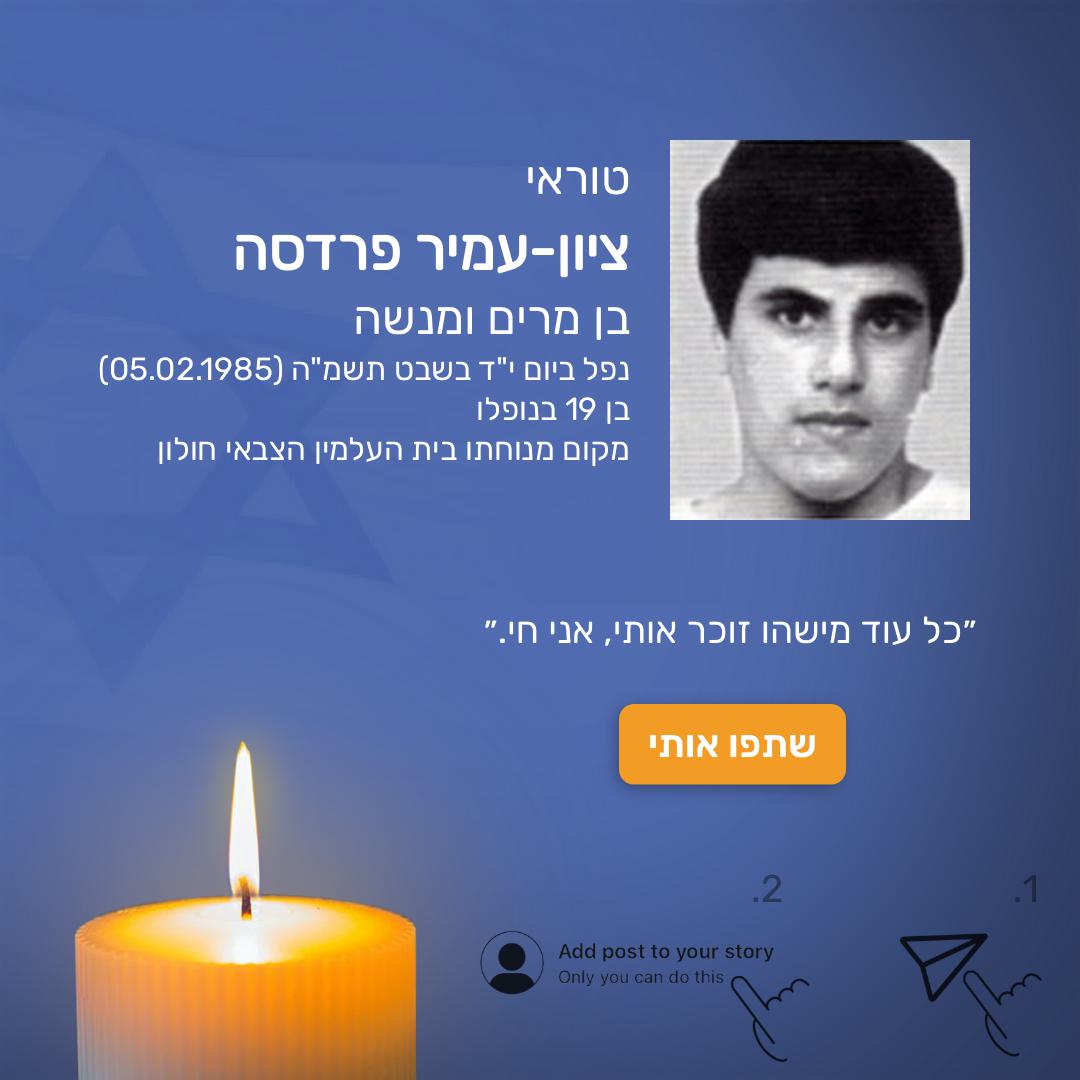 טוראי
ציון-עמיר פרדסה
בן מרים ומנשה
נפל ביום י"ד בשבט תשמ"ה (05.02.1985)
בן 19 בנופלו
מקום מנוחתו בית העלמין הצבאי חולון
״כל עוד מישהו זוכר אותי, אני חי.״
שתפו אותי
.1
.2
Add post to your story
Only you can do this